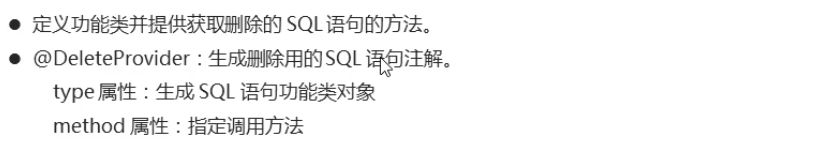 ● 定义功能类并提供获取删除的 SQL 语句的方法。
● @DeleteProvider：生成删除用的SQL 语句注解。
type 属性：生成 SQL 语句功能类对象
method 属性：指定调用方法